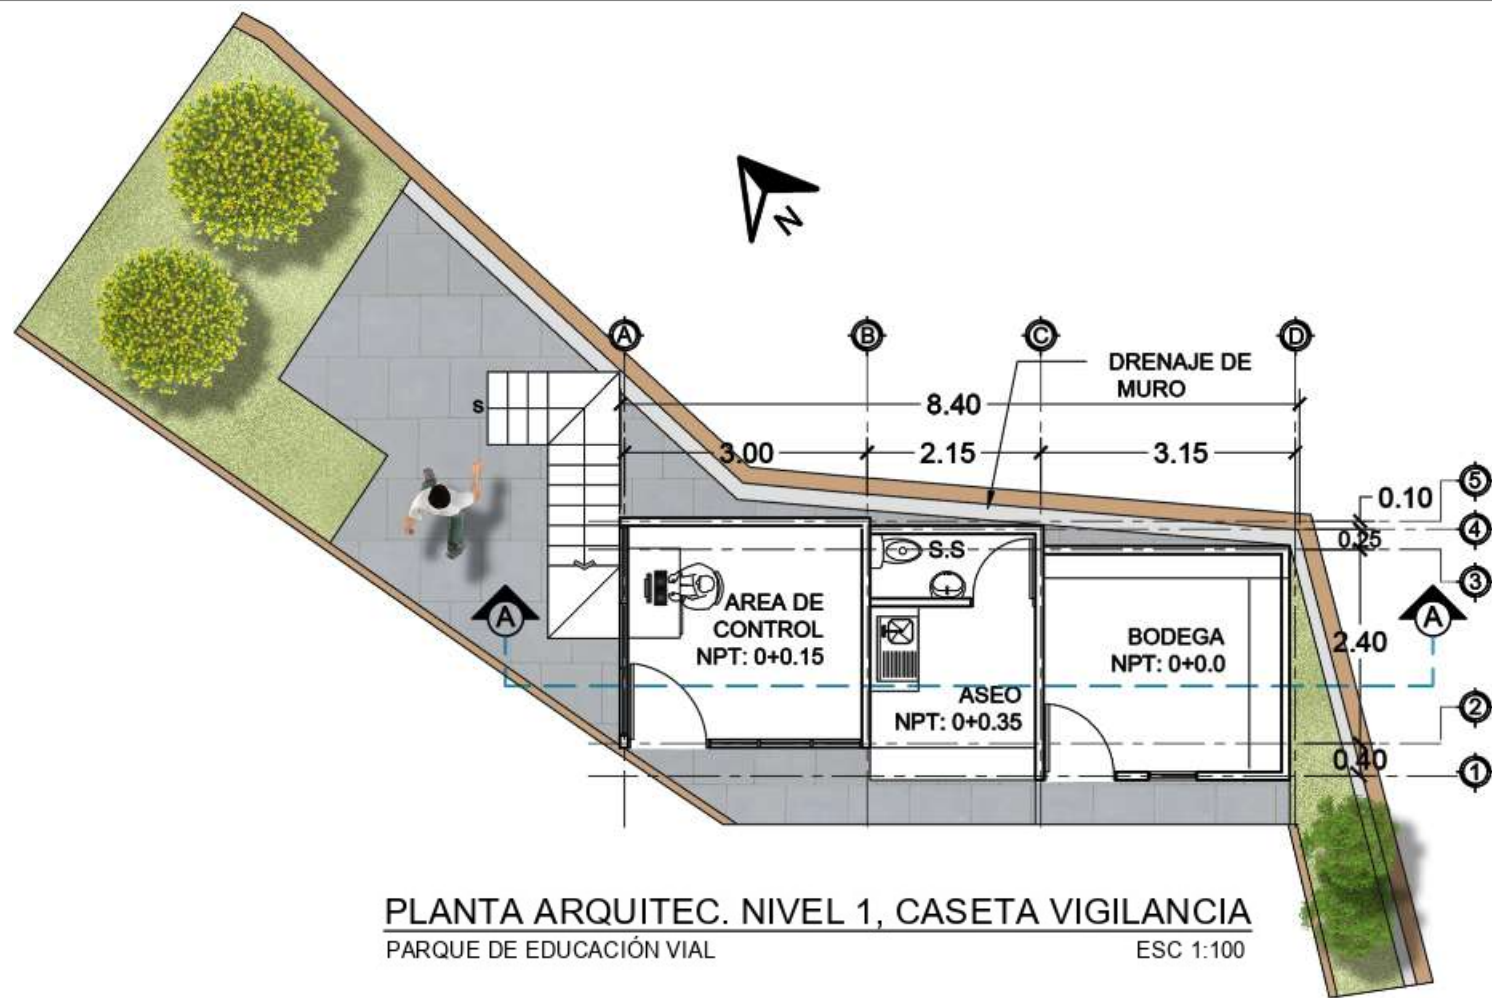 N
A
B
C
D
DRENAJE DE
MURO
8.40
3.00
2.15
3.15
5
0.10
4
0.25
3
S
S.S
AREA DE
CONTROL
NPT: 0+0.15
A
A
BODEGA
NPT: 0+0.0
2.40
ASEO
NPT: 0+0.35
2
0.40
1
PLANTA ARQUITEC. NIVEL 1, CASETA VIGILANCIA
PARQUE DE EDUCACIÓN VIAL
ESC 1:100